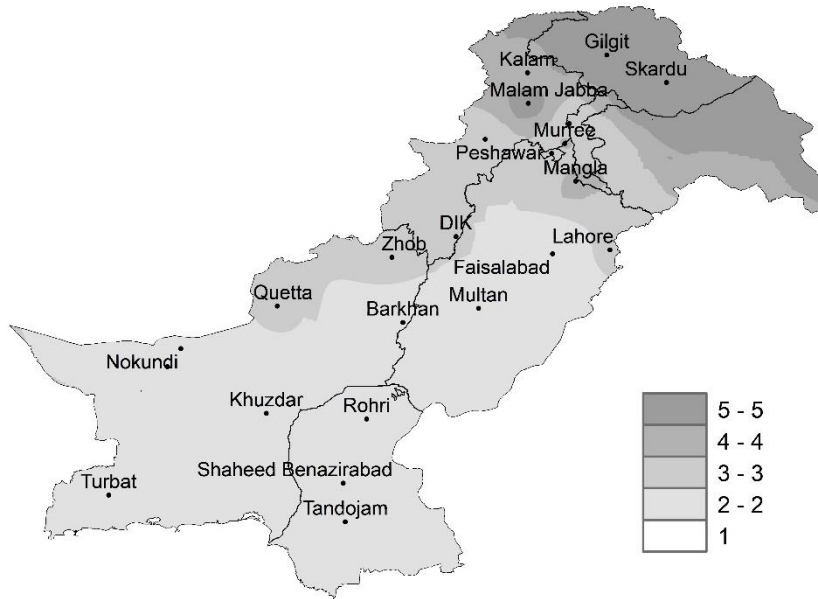 Gilgit
Kalam
Skardu
Malam Jabba
Murree
Peshawar
Mangla
DIK
Zhob
Lahore
Faisalabad
Quetta
Multan
Barkhan
Nokundi
Khuzdar
Rohri
Shaheed Benazirabad
Turbat
Tandojam
5 - 5
4 - 4
3 - 3
2 - 2
1